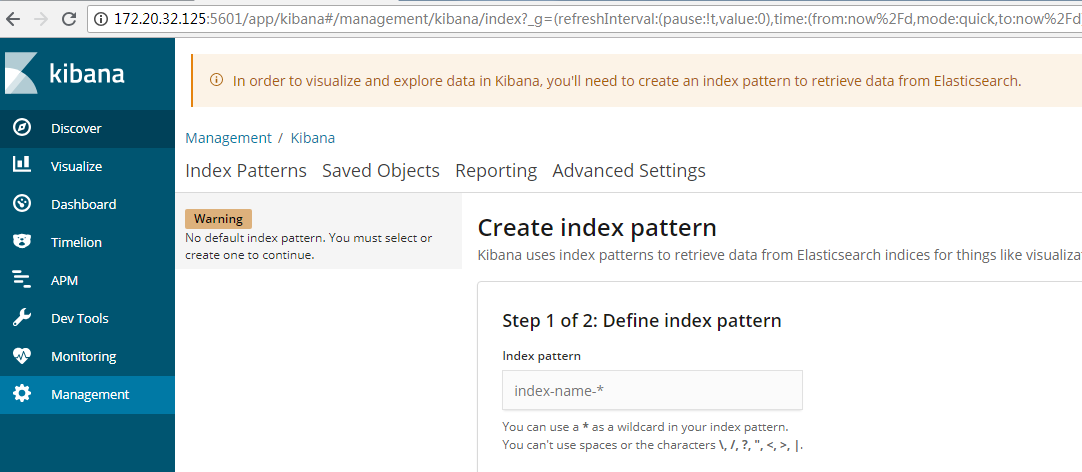 172.20.32.125:5601/app/kibana#/management/kibana/index?_g=(refreshInterval:(pause:!t,value:0),time:(from:now%2Fd,mode:quick,to:now%2Fd
kibana
In order to visualize and explore data in Kibana, you'll need to create an index pattern to retrieve data from Elasticsearch.
Discover
Visualize
Dashboard
Timelion
APM
Dev Tools
Monitoring
Management
Management / Kibana
Index Patterns Saved Objects Reporting Advanced Settings
Warning
No default index pattern. You must select or
create one to continue.
Create index pattern
Kibana uses index patterns to retrieve data from Elasticsearch indices for things like visualiza
Step 1 of 2: Define index pattern
Index pattern
index-name-*
You can use a * as a wildcard in your index pattern.
You can't use spaces or the characters \, /, ?, ", <, >, |.